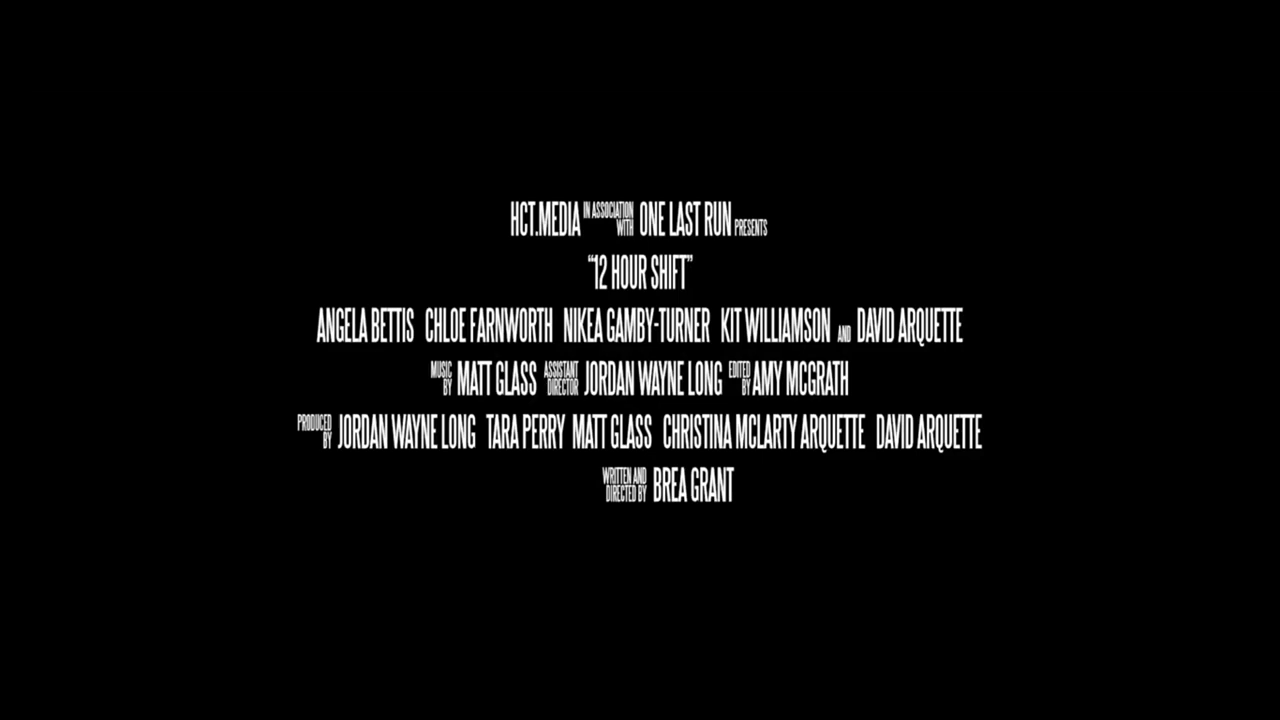 HCT.MEDIA IN ASSOCIATION WITH ONE LAST RUN PRESENTS
“12 HOUR SHIFT”
ANGELA BETTIS CHLOE FARNWORTH NIKEA GAMBY-TURNER KIT WILLIAMSON AND DAVID ARQUETTE
MUSIC BY MATT GLASS ASSISTANT DIRECTOR JORDAN WAYNE LONG EDITED BY AMY MCGRATH
PRODUCED BY JORDAN WAYNE LONG TARA PERRY MATT GLASS CHRISTINA MCLARTY ARQUETTE DAVID ARQUETTE
WRITTEN AND DIRECTED BY BREA GRANT